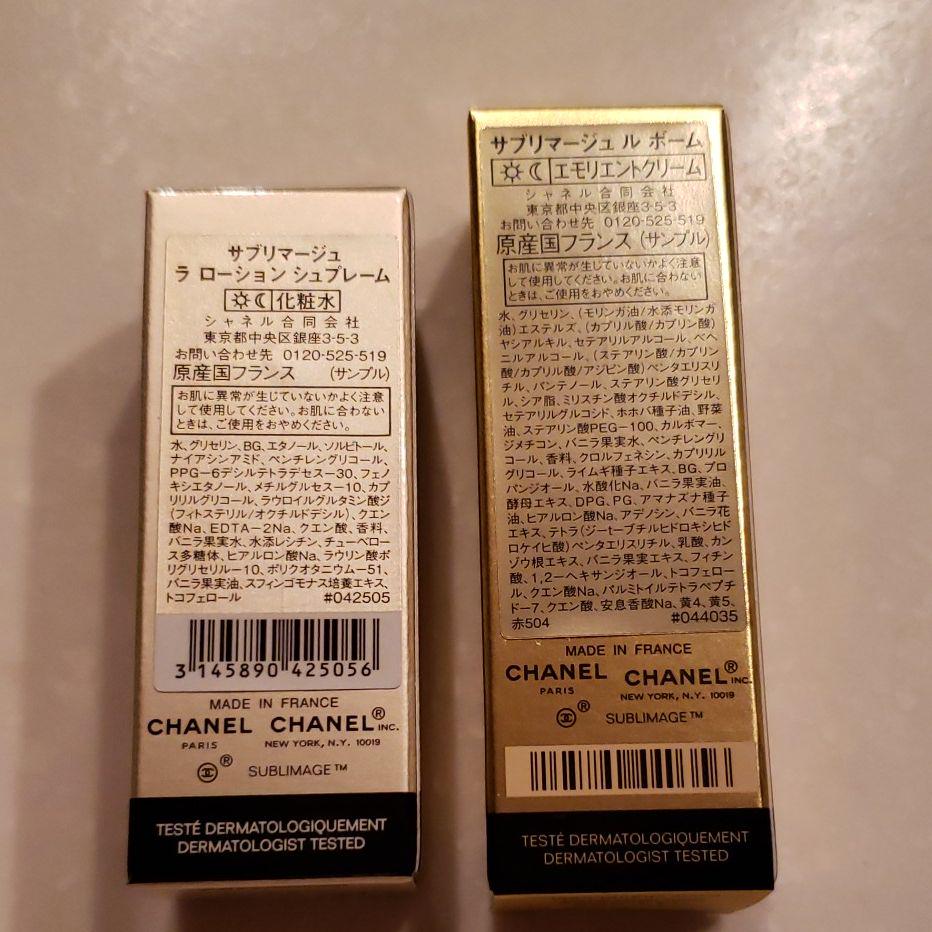 サブリマージュ
ラ ローション シュプレーム
化粧水
シャネル合同会社
東京都中央区銀座3-5-3
お問い合わせ先 0120-525-519
原産国フランス (サンプル)
お肌に異常が生じていないかよく注意
して使用してください。お肌に合わない
ときは、ご使用をおやめください。
水、グリセリン、BG、エタノール、ソルビトール、
ナイアシンアミド、ペンチレングリコール、
PPG-6デシルテトラデセス-30、フェノ
キシエタノール、メチルグルセス-10、カプ
リリルグリコール、ラウロイルグルタミン酸ジ
(フィトステリル/オクチルドデシル)、クエン
酸Na、EDTA-2Na、クエン酸、香料、
バニラ果実水、水添レシチン、チューベロー
ス多糖体、ヒアルロン酸Na、ラウリン酸ポ
リグリセリル-10、ポリクオタニウム-51、
バニラ果実油、スフィンゴモナス培養エキス、
トコフェロール #042505
3 145890 425056
MADE IN FRANCE
CHANEL CHANEL® INC.
PARIS NEW YORK, N.Y. 10019
® SUBLIMAGE™
TESTÉ DERMATOLOGIQUEMENT
DERMATOLOGIST TESTED
サブリマージュ ル ボーム
エモリエントクリーム
シャネル合同会社
東京都中央区銀座3-5-3
お問い合わせ先 0120-525-519
原産国フランス (サンプル)
お肌に異常が生じていないかよく注意
して使用してください。お肌に合わない
ときは、ご使用をおやめください。
水、グリセリン、(モリンガ油/水添モリンガ
油)エステルズ、(カプリル酸/カプリン酸)
ヤシアルキル、セテアリルアルコール、ベヘ
ニルアルコール、(ステアリン酸/カプリン
酸/カプリル酸/アジピン酸)ペンタエリスリ
チル、パンテノール、ステアリン酸グリセリ
ル、シア脂、ミリスチン酸オクチルドデシル、
セテアリルグルコシド、ホホバ種子油、野菜
油、ステアリン酸PEG-100、カルボマー、
ジメチコン、バニラ果実水、ペンチレングリ
コール、香料、クロルフェネシン、カプリリル
グリコール、ライムギ種子エキス、BG、プロ
パンジオール、水酸化Na、バニラ果実油、
酵母エキス、DPG、PG、アマナズナ種子
油、ヒアルロン酸Na、アデノシン、バニラ花
エキス、テトラ(ジ-t-ブチルヒドロキシヒド
ロケイヒ酸)ペンタエリスリチル、乳酸、カン
ゾウ根エキス、バニラ果実エキス、フィチン
酸、1,2-ヘキサンジオール、トコフェロー
ル、クエン酸Na、パルミトイルテトラペプチ
ド-7、クエン酸、安息香酸Na、黄4、黄5、
赤504 #044035
MADE IN FRANCE
CHANEL CHANEL® INC.
PARIS NEW YORK, N.Y. 10019
® SUBLIMAGE™
TESTÉ DERMATOLOGIQUEMENT
DERMATOLOGIST TESTED